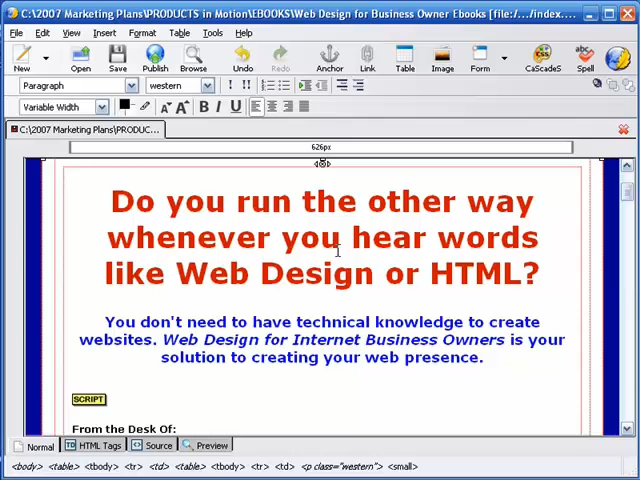 C:\2007 Marketing Plans\PRODUCTS in Motion\EBOOKS\Web Design for Business Owner Ebooks [file:/.../index....
File Edit View Insert Format Table Tools Help
New Open Save Publish Browse Undo Redo Anchor Link Table Image Form CaScadeS Spell
Paragraph western
Variable Width B I U
C:\2007 Marketing Plans\PRODUC...
626px
Do you run the other way
whenever you hear words
like Web Design or HTML?
You don't need to have technical knowledge to create
websites. Web Design for Internet Business Owners is your
solution to creating your web presence.
SCRIPT
From the Desk Of:
Normal HTML Tags Source Preview
<body> <table> <tbody> <tr> <td> <table> <tbody> <tr> <td> <p class="western"> <small>